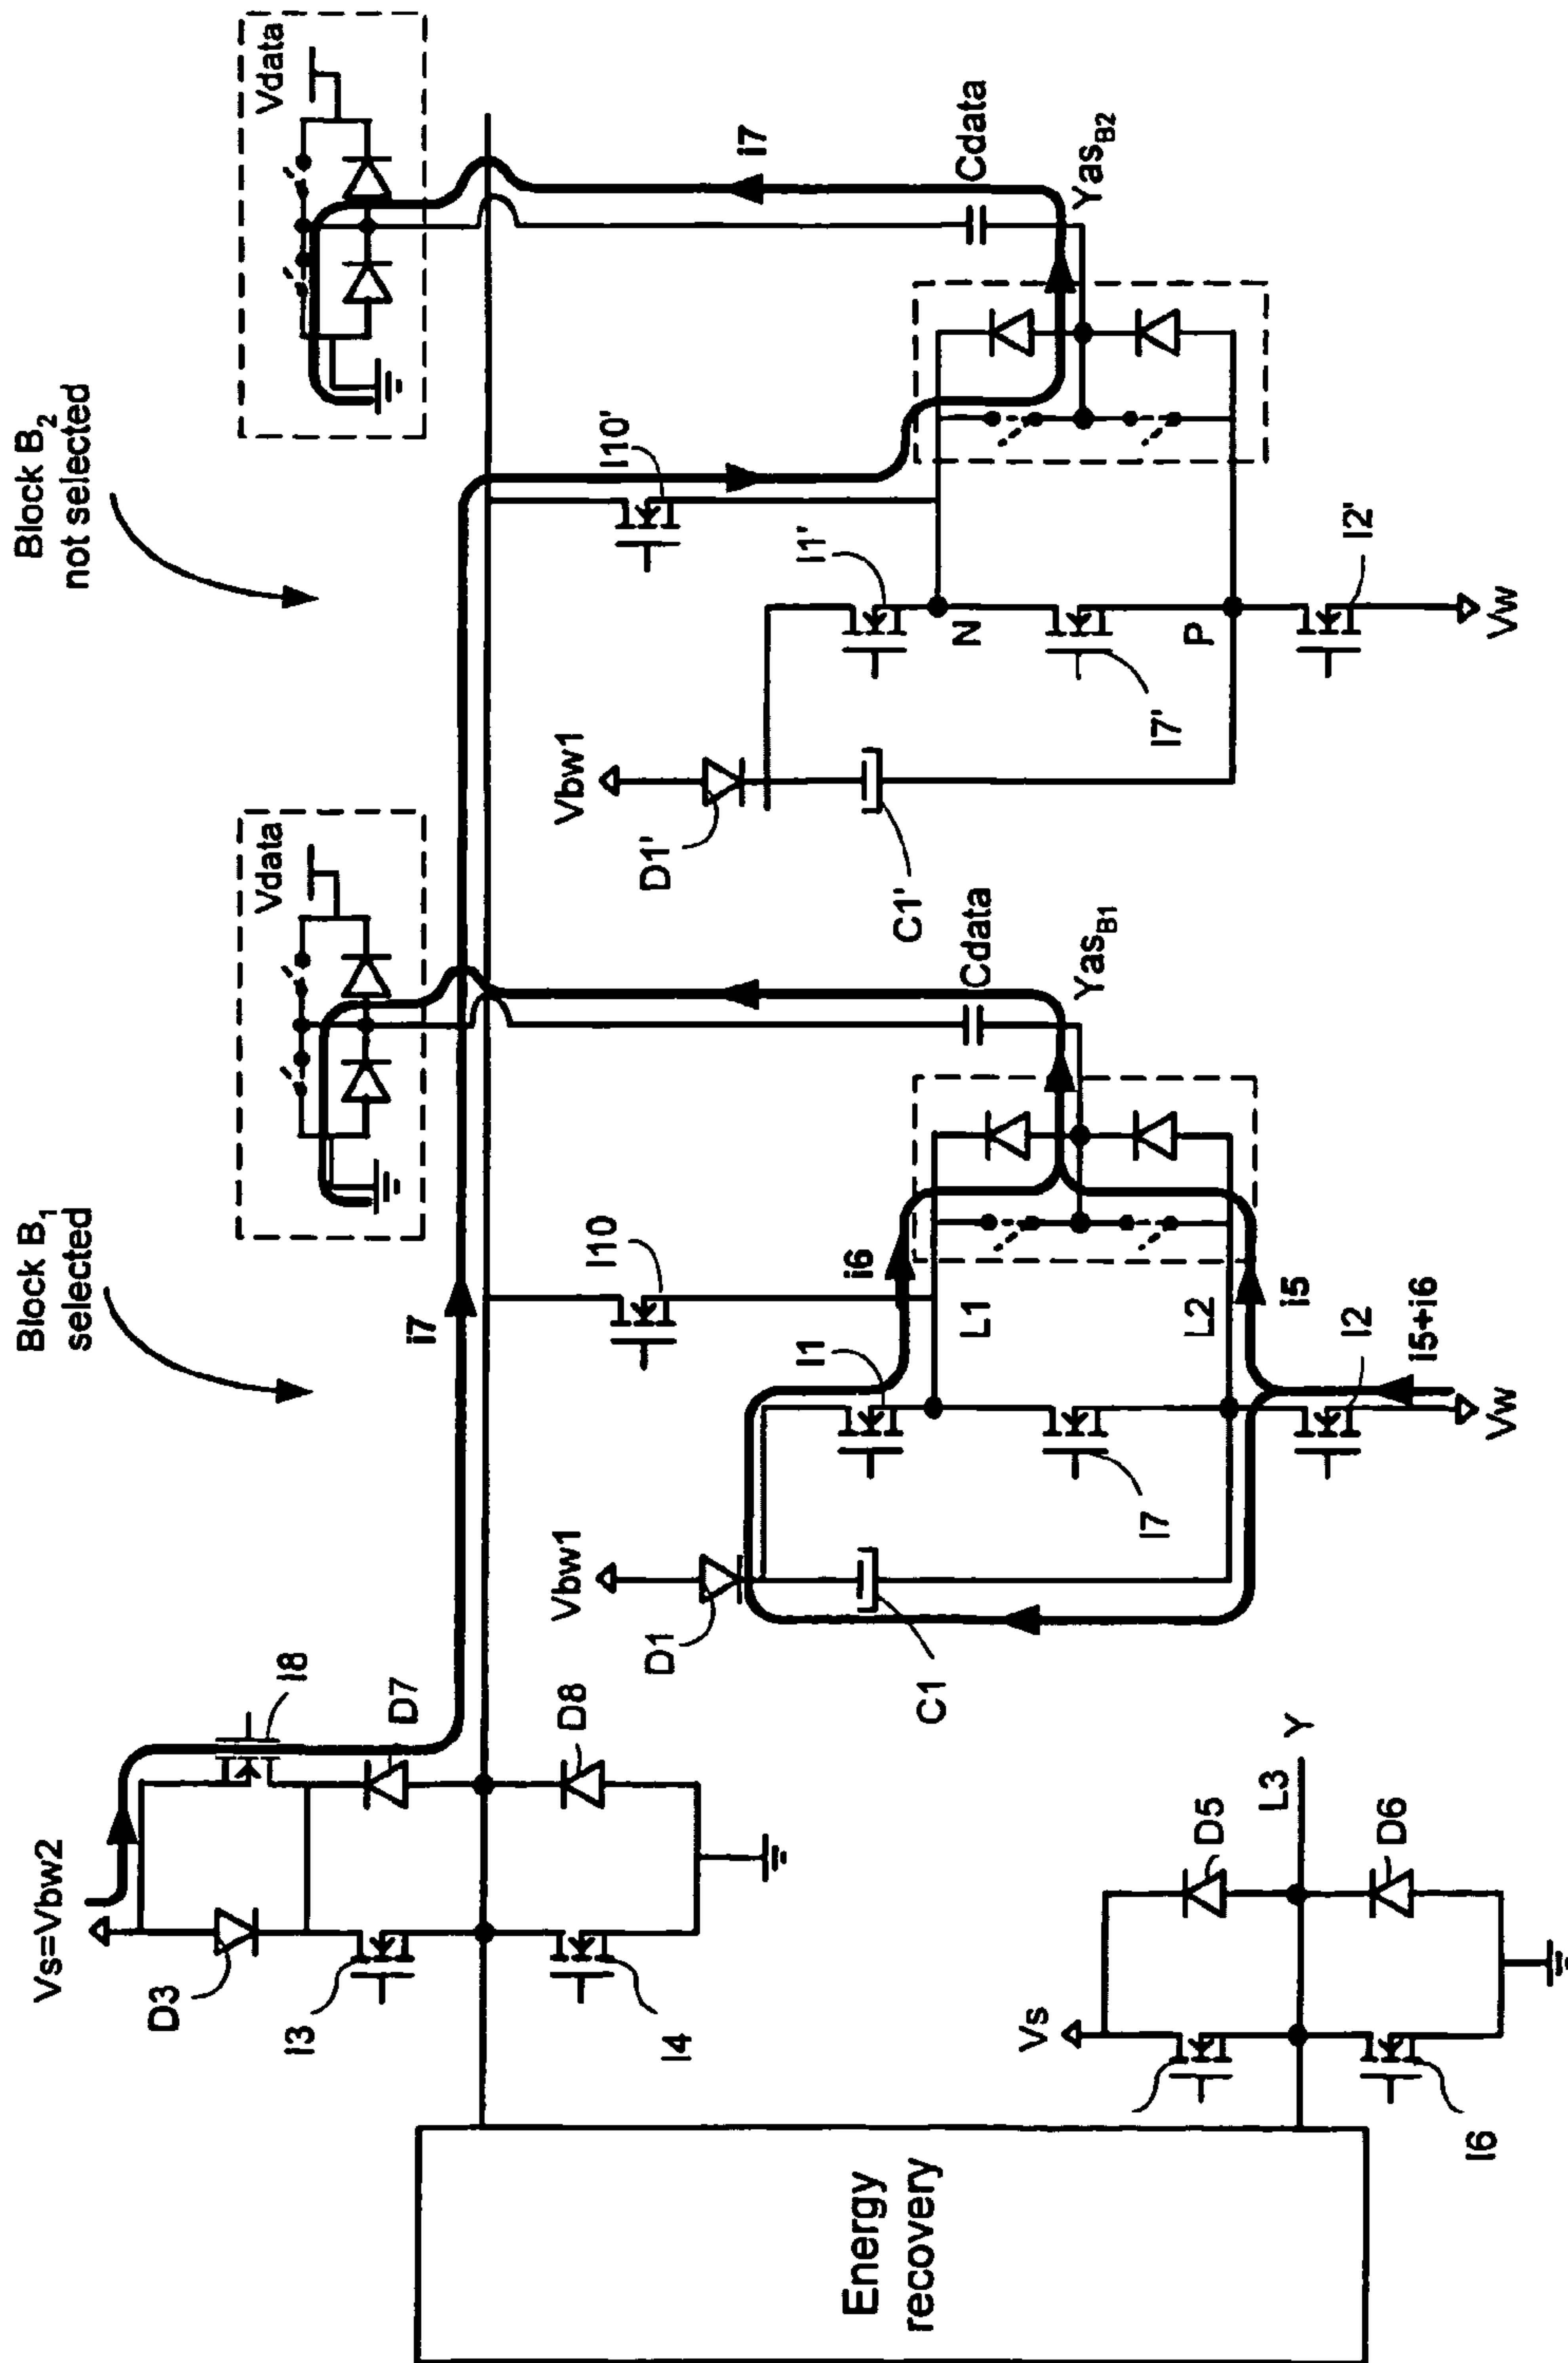 Block B₁
selected
Block B₂
not selected
Vs=Vbw2
D3
I3
I4
I8
D7
D8
i7
Vdata
Vdata
i7
I10
I10'
Vbw1
D1
C1
I1
i6
L1
I7
L2
i5
I2
i5+i6
Vw
Cdata
Yas_B1
Vbw1
D1'
C1'
I1'
N
I7'
P
I2'
Vw
Cdata
Yas_B2
Energy
recovery
Vs
D5
L3
Y
D6
I6